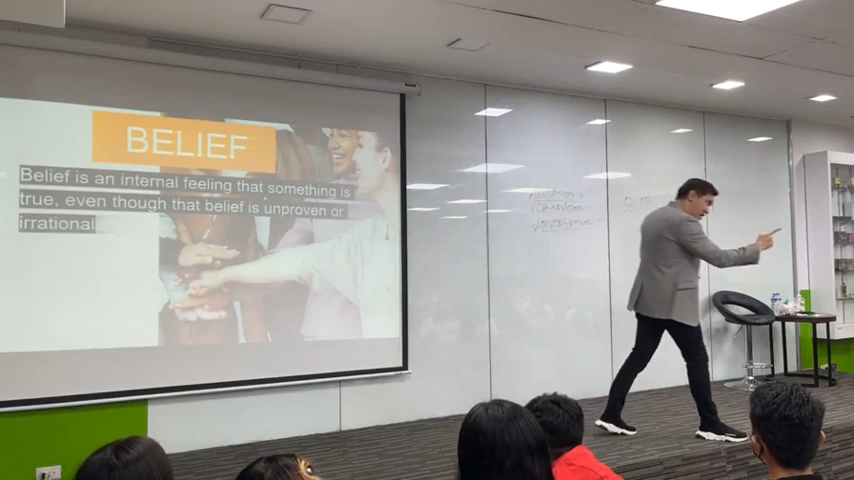 BELIEF
Belief is an internal feeling that something is
true, even though that belief is unproven or
irrational